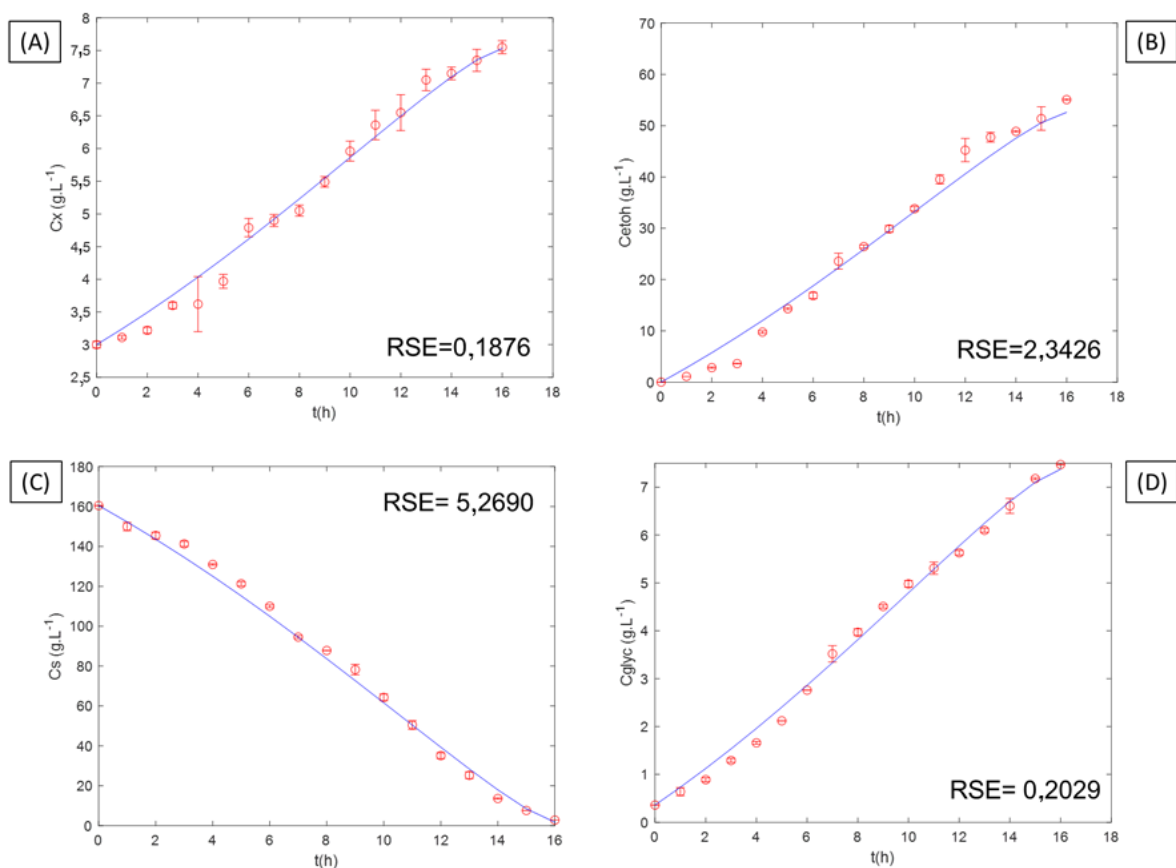 (A)
8
7,5
7
6,5
6
5,5
5
4,5
4
3,5
3
2,5
Cx (g.L⁻¹)
RSE=0,1876
0 2 4 6 8 10 12 14 16 18
t(h)
(B)
70
60
50
40
30
20
10
0
Cetoh (g.L⁻¹)
RSE=2,3426
0 2 4 6 8 10 12 14 16 18
t(h)
(C)
180
160
140
120
100
80
60
40
20
0
Cs (g.L⁻¹)
RSE= 5,2690
0 2 4 6 8 10 12 14 16
t(h)
(D)
7
6
5
4
3
2
1
0
Cglyc (g.L⁻¹)
RSE= 0,2029
0 2 4 6 8 10 12 14 16 18
t(h)